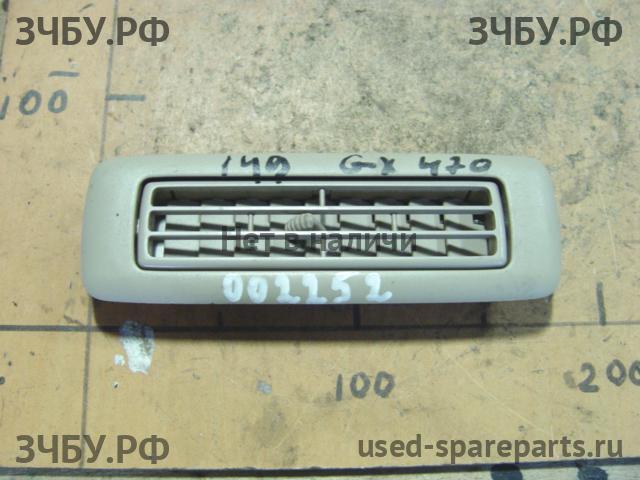 ЗЧБУ.РФ ЗЧБУ.РФ
100
149 GX 470
Нет в наличии
002252
100 200
ЗЧБУ.РФ used-spareparts.ru